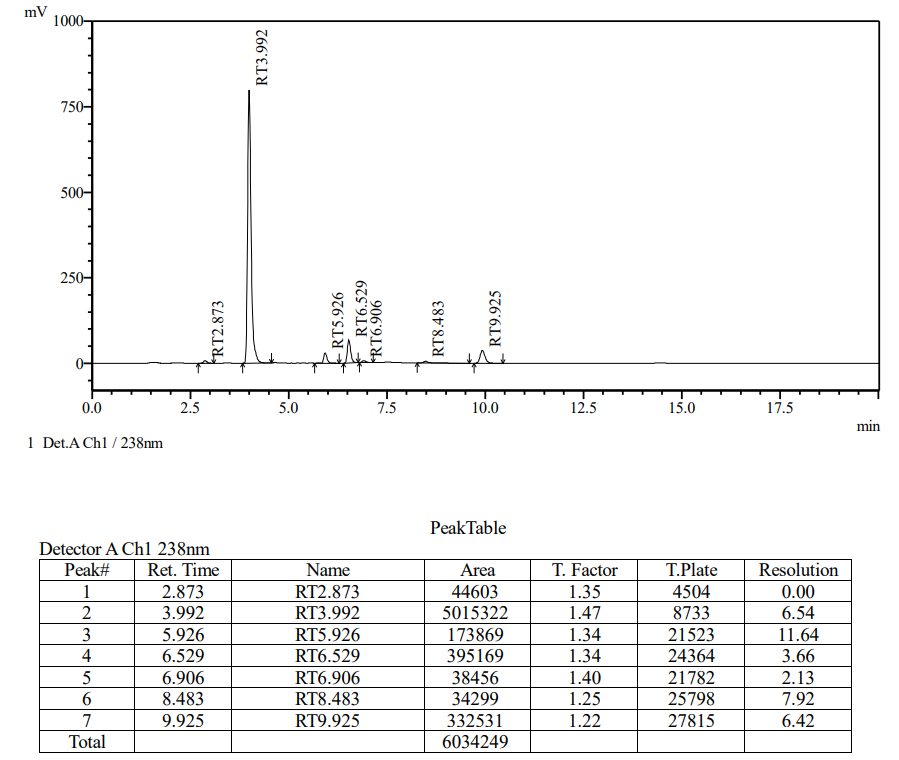 mV
1000
750
500
250
0
RT2.873
RT3.992
RT5.926
RT6.529
RT6.906
RT8.483
RT9.925
0.0 2.5 5.0 7.5 10.0 12.5 15.0 17.5
min
1 Det.A Ch1 / 238nm
PeakTable
Detector A Ch1 238nm
Peak# Ret. Time Name Area T. Factor T.Plate Resolution
1 2.873 RT2.873 44603 1.35 4504 0.00
2 3.992 RT3.992 5015322 1.47 8733 6.54
3 5.926 RT5.926 173869 1.34 21523 11.64
4 6.529 RT6.529 395169 1.34 24364 3.66
5 6.906 RT6.906 38456 1.40 21782 2.13
6 8.483 RT8.483 34299 1.25 25798 7.92
7 9.925 RT9.925 332531 1.22 27815 6.42
Total 6034249